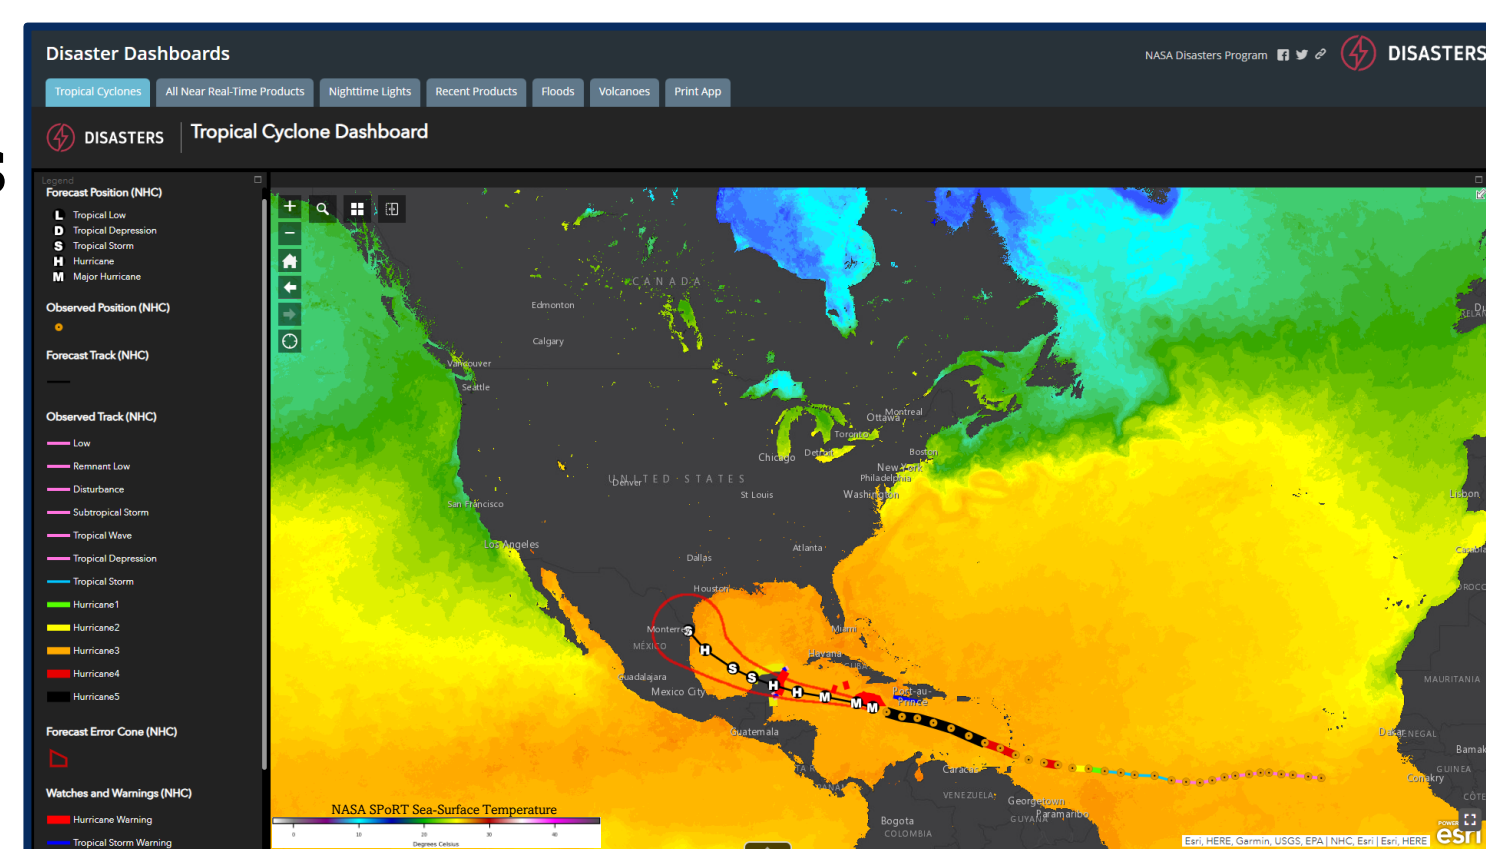 S
Disaster Dashboards
NASA Disasters Program
DISASTERS
Tropical Cyclones
All Near Real-Time Products
Nighttime Lights
Recent Products
Floods
Volcanoes
Print App
DISASTERS
Tropical Cyclone Dashboard
Legend
Forecast Position (NHC)
L Tropical Low
D Tropical Depression
S Tropical Storm
H Hurricane
M Major Hurricane
Observed Position (NHC)
Forecast Track (NHC)
Observed Track (NHC)
Low
Remnant Low
Disturbance
Subtropical Storm
Tropical Wave
Tropical Depression
Tropical Storm
Hurricane1
Hurricane2
Hurricane3
Hurricane4
Hurricane5
Forecast Error Cone (NHC)
Watches and Warnings (NHC)
Hurricane Warning
Tropical Storm Warning
CANADA
Edmonton
Calgary
Vancouver
Seattle
Montreal
Ottawa
Toronto
Boston
Chicago
Detroit
New York
Philadelphia
UNITED STATES
Denver
St Louis
Washington
San Francisco
Lisbon
Los Angeles
Atlanta
Dallas
Houston
Monterrey
S
Miami
MÉXICO
H
Havana
CUBA
S
S
Guadalajara
Mexico City
H
H
M
M
M
Port-au-
Prince
MAURITANIA
Guatemala
Dakar
SENEGAL
Bamak
Caracas
GUINEA
Conakry
CÔTE
VENEZUELA
Georgetown
Paramaribo
GUYANA
Bogota
COLOMBIA
NASA SPoRT Sea-Surface Temperature
0 10 20 30 40
Degrees Celsius
Esri, HERE, Garmin, USGS, EPA | NHC, Esri | Esri, HERE
esri